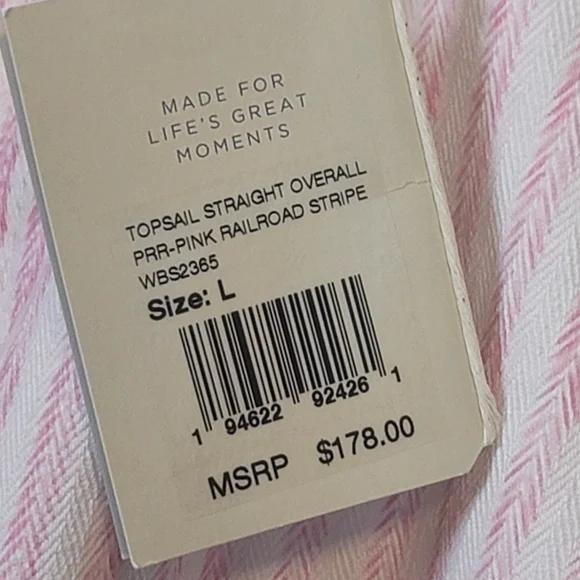 MADE FOR
LIFE'S GREAT
MOMENTS
TOPSAIL STRAIGHT OVERALL
PRR-PINK RAILROAD STRIPE
WBS2365
Size: L
1 94622 92426 1
MSRP $178.00